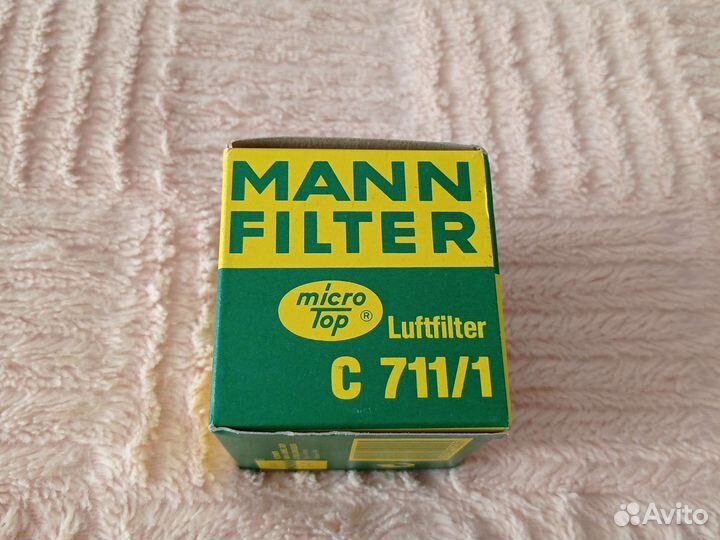 MANN
FILTER
micro
Top ®
Luftfilter
C 711/1
Avito